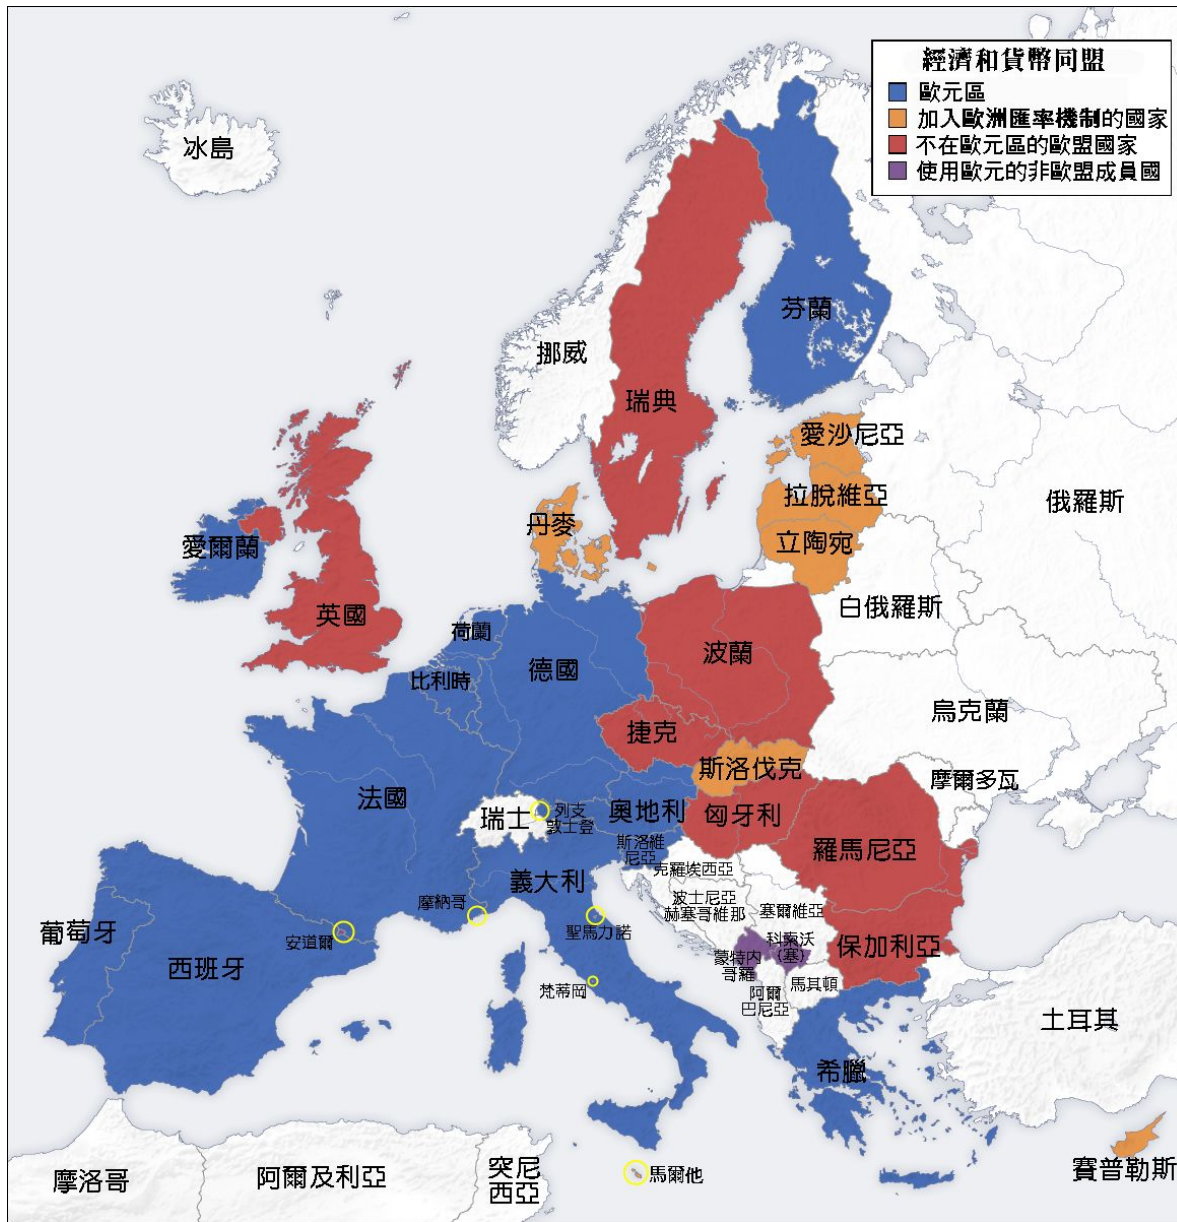 經濟和貨幣同盟
歐元區
加入歐洲匯率機制的國家
不在歐元區的歐盟國家
使用歐元的非歐盟成員國
冰島
芬蘭
挪威
瑞典
愛沙尼亞
拉脫維亞
俄羅斯
丹麥
立陶宛
愛爾蘭
白俄羅斯
英國
荷蘭
波蘭
德國
比利時
烏克蘭
捷克
斯洛伐克
摩爾多瓦
法國
瑞士
列支
敦士登
奧地利
匈牙利
斯洛維
尼亞
羅馬尼亞
克羅埃西亞
義大利
摩納哥
波士尼亞
赫塞哥維那
塞爾維亞
葡萄牙
安道爾
聖馬力諾
科索沃
(塞)
保加利亞
蒙特內
哥羅
西班牙
馬其頓
梵蒂岡
阿爾
巴尼亞
土耳其
希臘
摩洛哥
阿爾及利亞
突尼
西亞
馬爾他
賽普勒斯